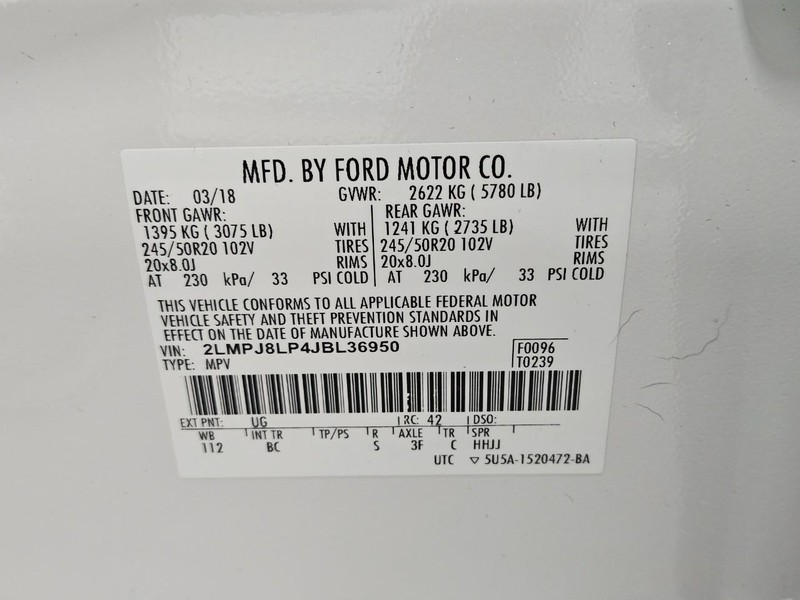 MFD. BY FORD MOTOR CO.
DATE: 03/18 GVWR: 2622 KG ( 5780 LB)
FRONT GAWR: REAR GAWR:
1395 KG ( 3075 LB) WITH 1241 KG ( 2735 LB) WITH
245/50R20 102V TIRES 245/50R20 102V TIRES
20x8.0J RIMS 20x8.0J RIMS
AT 230 kPa/ 33 PSI COLD AT 230 kPa/ 33 PSI COLD
THIS VEHICLE CONFORMS TO ALL APPLICABLE FEDERAL MOTOR
VEHICLE SAFETY AND THEFT PREVENTION STANDARDS IN
EFFECT ON THE DATE OF MANUFACTURE SHOWN ABOVE.
VIN: 2LMPJ8LP4JBL36950 F0096
TYPE: MPV T0239
EXT PNT: UG RC: 42 DSO:
WB INT TR TP/PS R AXLE TR SPR
112 BC S 3F C HHJJ
UTC ▽ 5U5A-1520472-BA